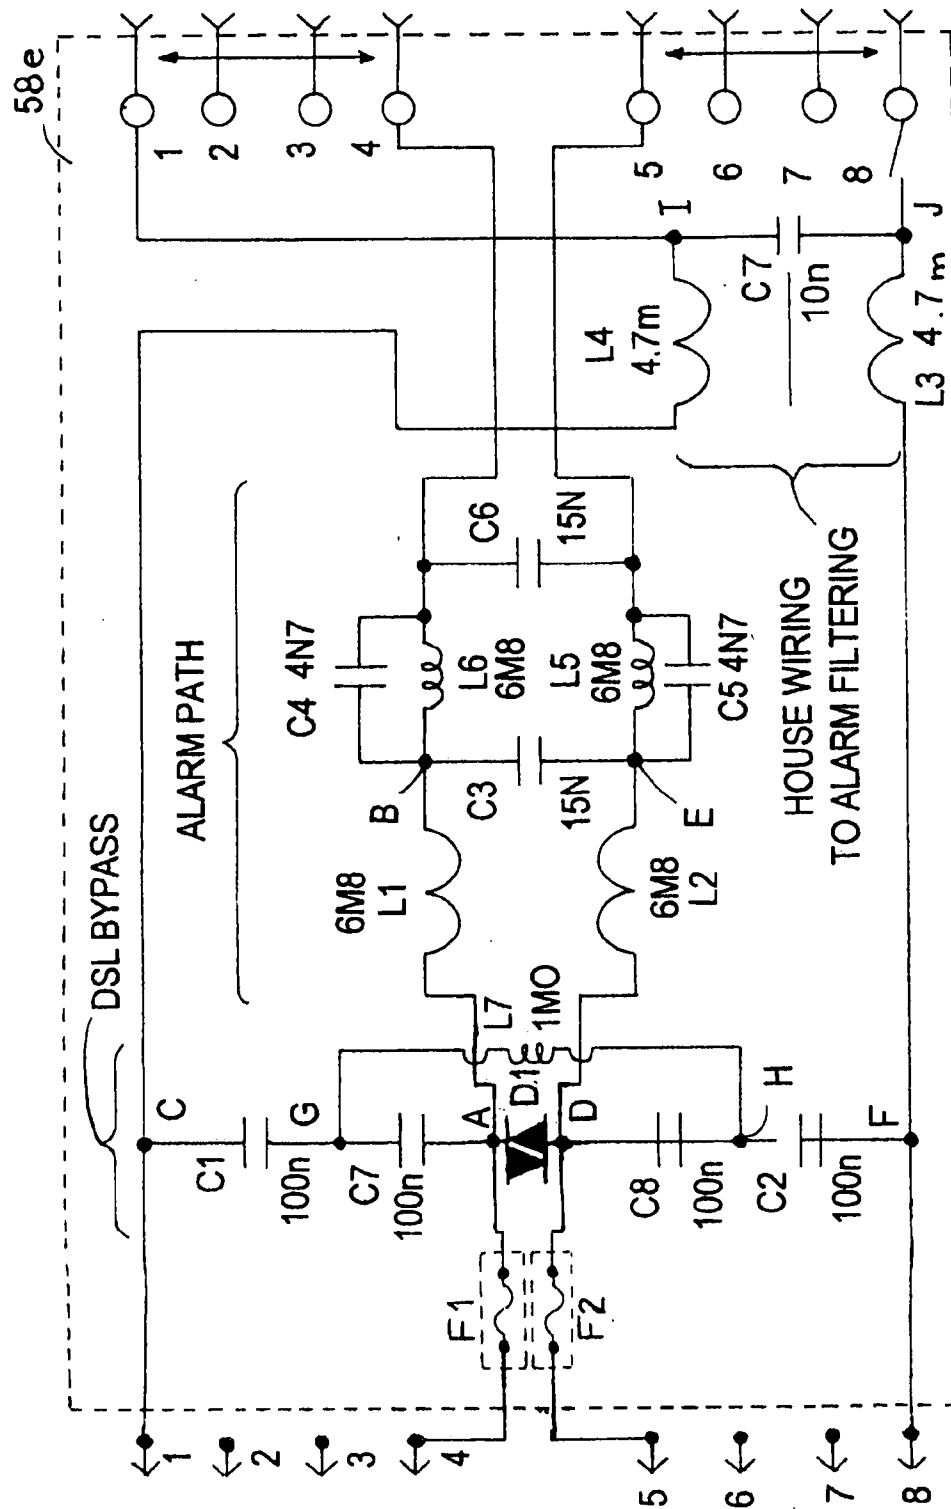 58e
DSL BYPASS
ALARM PATH
C
C1
100n
G
C7
100n
A
D1
D
C8
100n
H
C2
100n
F
F1
F2
L7
1MO
6M8
L1
6M8
L2
B
C3
15N
E
C4 4N7
L6
6M8
L5
6M8
C5 4N7
C6
15N
L4
4.7m
I
C7
10n
J
L3 4.7m
HOUSE WIRING
TO ALARM FILTERING
1
2
3
4
5
6
7
8
1
2
3
4
5
6
7
8